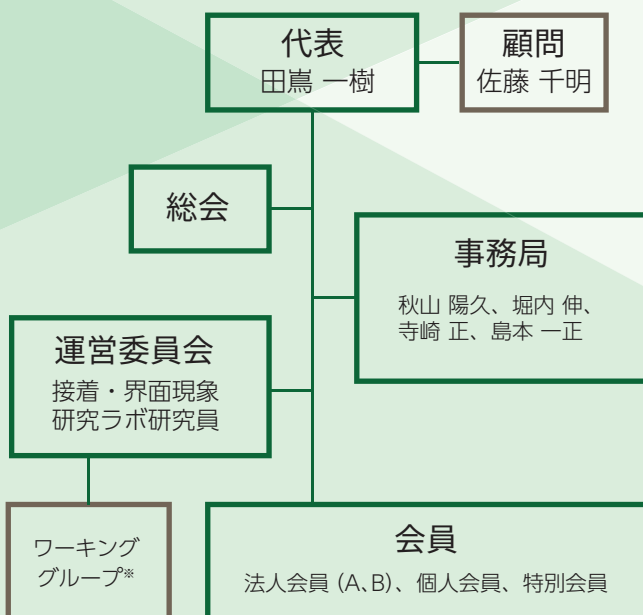 代表
田嶌 一樹
顧問
佐藤 千明
総会
事務局
秋山 陽久、堀内 伸、
寺崎 正、島本 一正
運営委員会
接着・界面現象
研究ラボ研究員
ワーキング
グループ※
会員
法人会員 (A、B)、個人会員、特別会員